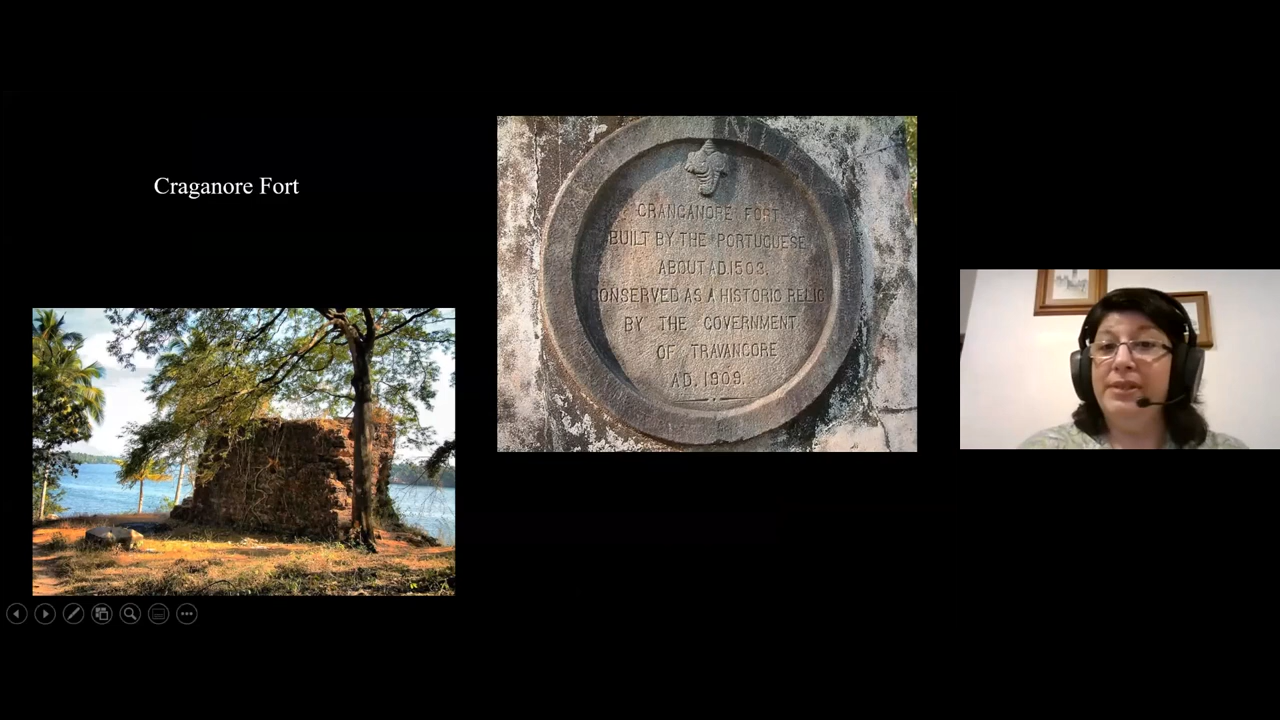 Craganore Fort
CRANGANORE FORT
BUILT BY THE PORTUGUESE
ABOUT A.D. 1503.
CONSERVED AS A HISTORIC RELIC
BY THE GOVERNMENT
OF TRAVANCORE
A.D. 1909.